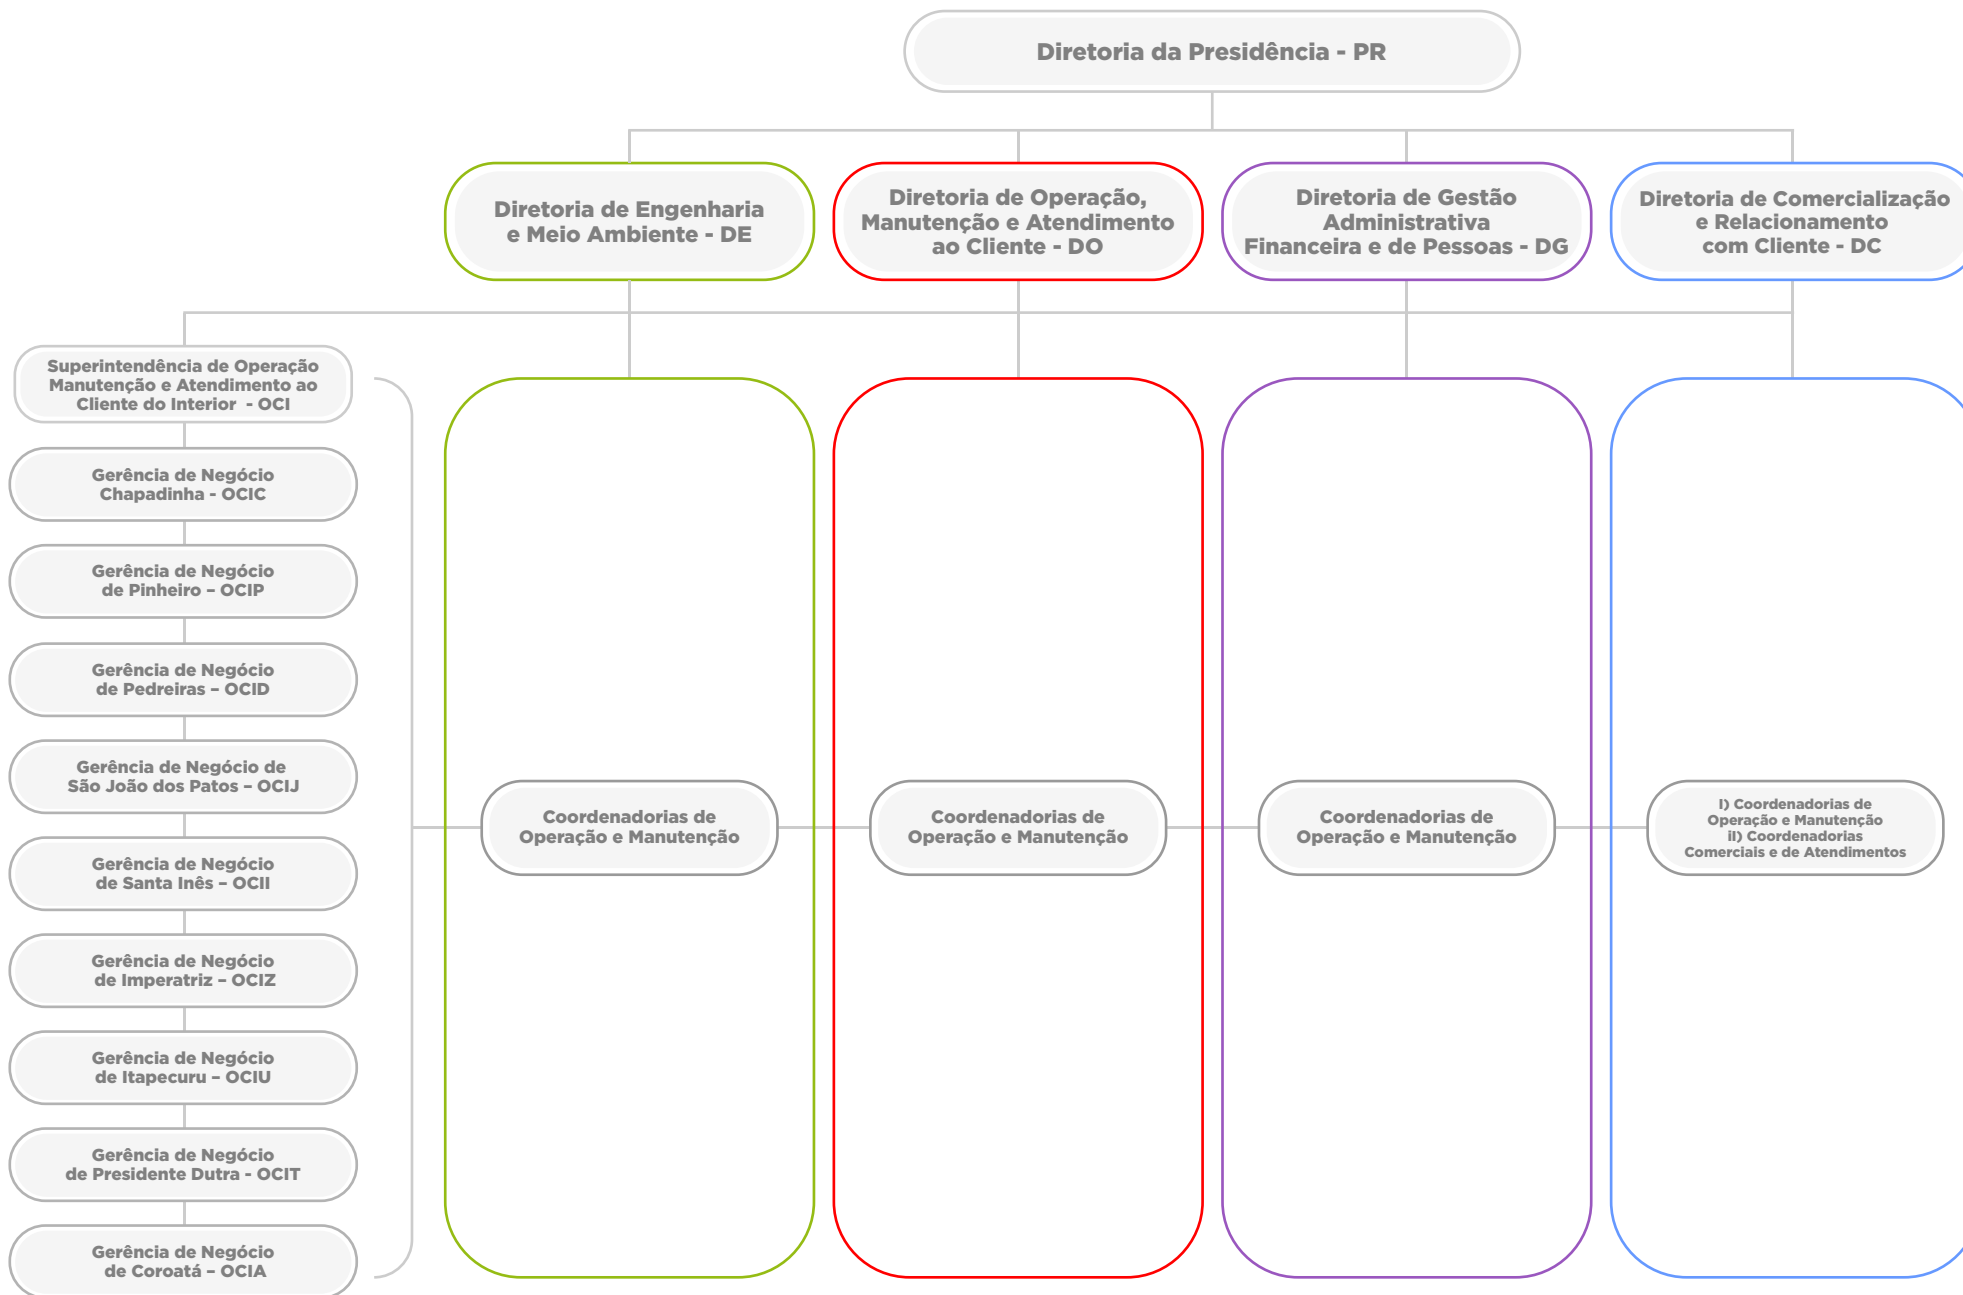 Diretoria da Presidência - PR
Diretoria de Engenharia
e Meio Ambiente - DE
Diretoria de Operação,
Manutenção e Atendimento
ao Cliente - DO
Diretoria de Gestão
Administrativa
Financeira e de Pessoas - DG
Diretoria de Comercialização
e Relacionamento
com Cliente - DC
Superintendência de Operação
Manutenção e Atendimento ao
Cliente do Interior - OCI
Gerência de Negócio
Chapadinha - OCIC
Gerência de Negócio
de Pinheiro – OCIP
Gerência de Negócio
de Pedreiras – OCID
Gerência de Negócio de
São João dos Patos – OCIJ
Gerência de Negócio
de Santa Inês – OCII
Gerência de Negócio
de Imperatriz – OCIZ
Gerência de Negócio
de Itapecuru – OCIU
Gerência de Negócio
de Presidente Dutra - OCIT
Gerência de Negócio
de Coroatá – OCIA
Coordenadorias de
Operação e Manutenção
Coordenadorias de
Operação e Manutenção
Coordenadorias de
Operação e Manutenção
I) Coordenadorias de
Operação e Manutenção
iI) Coordenadorias
Comerciais e de Atendimentos